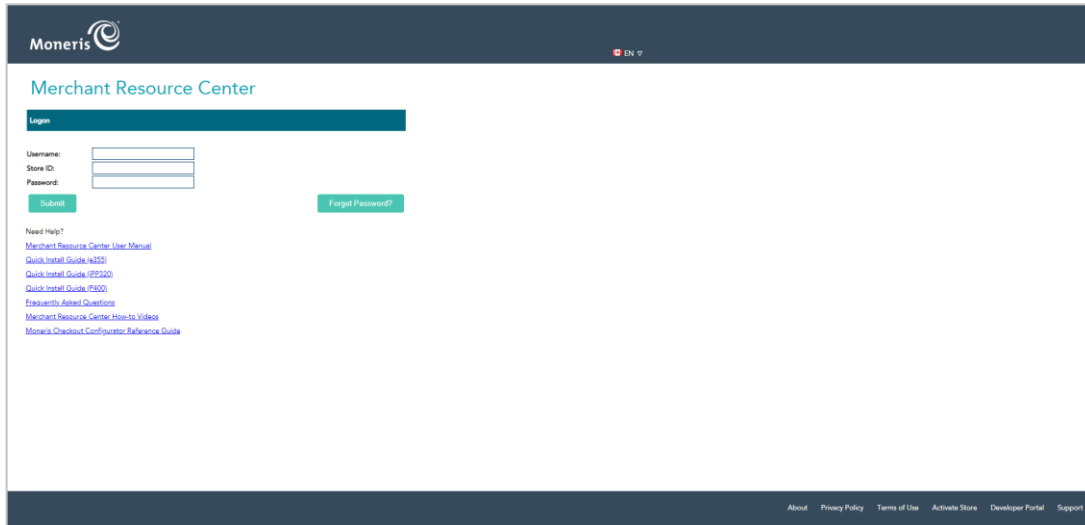 Moneris
EN
Merchant Resource Center
Logon
Username:
Store ID:
Password:
Submit Forgot Password?
Need Help?
Merchant Resource Center User Manual
Quick Install Guide (e355)
Quick Install Guide (iPP320)
Quick Install Guide (P400)
Frequently Asked Questions
Merchant Resource Center How-to Videos
Moneris Checkout Configurator Reference Guide
About Privacy Policy Terms of Use Activate Store Developer Portal Support